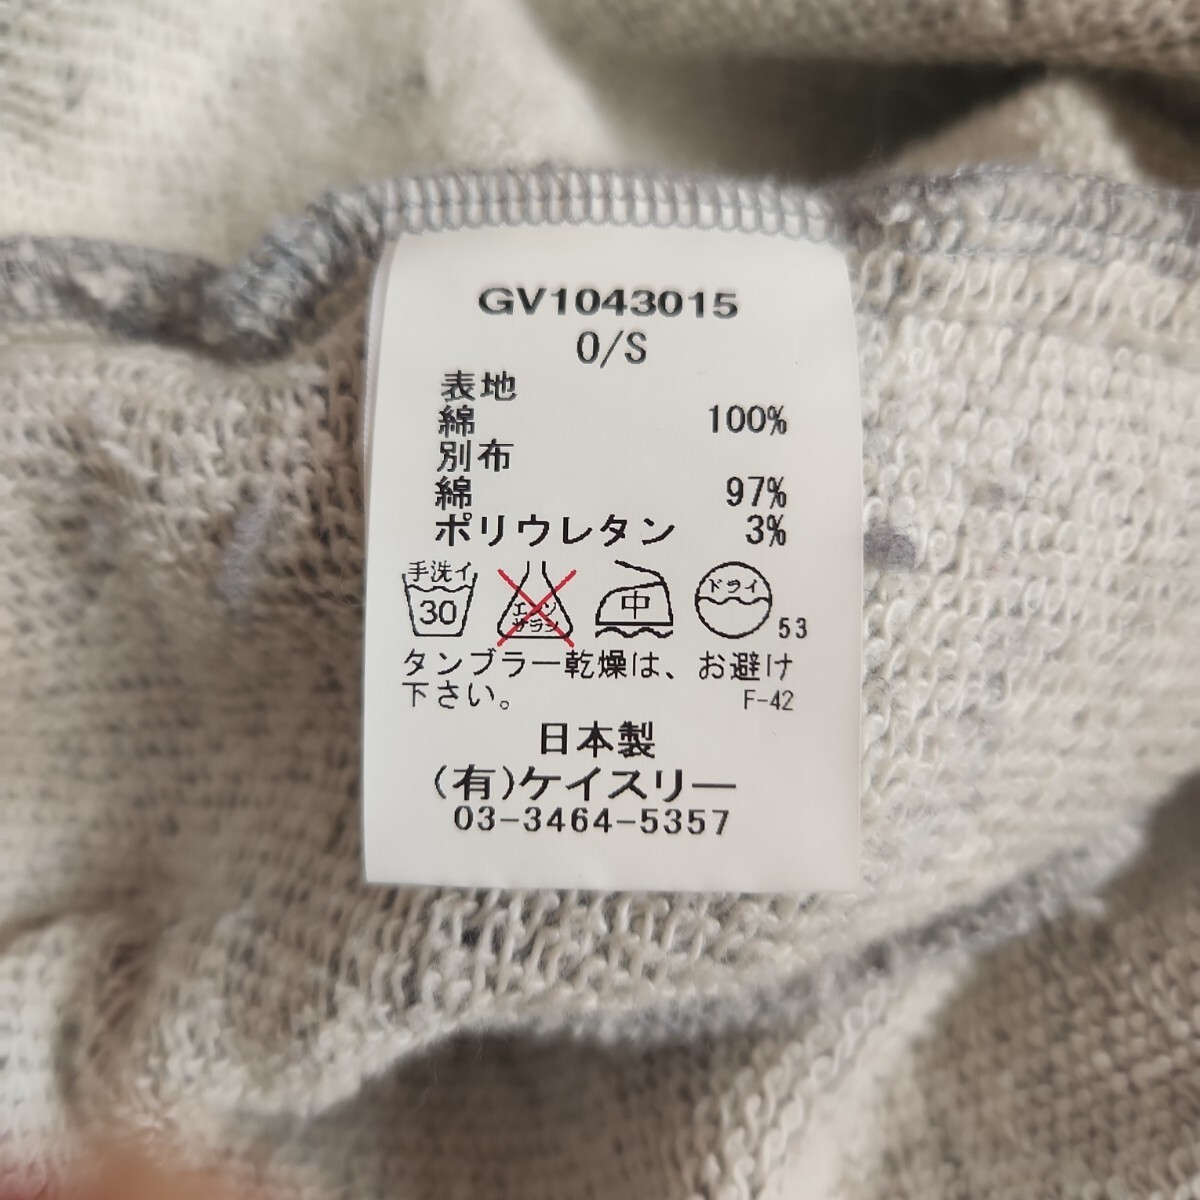 GV1043015
0/S
表地
綿 100%
別布
綿 97%
ポリウレタン 3%
手洗イ 30 エンソ サラシ 中 ドライ 53
タンブラー乾燥は、お避け
下さい。 F-42
日本製
(有)ケイスリー
03-3464-5357